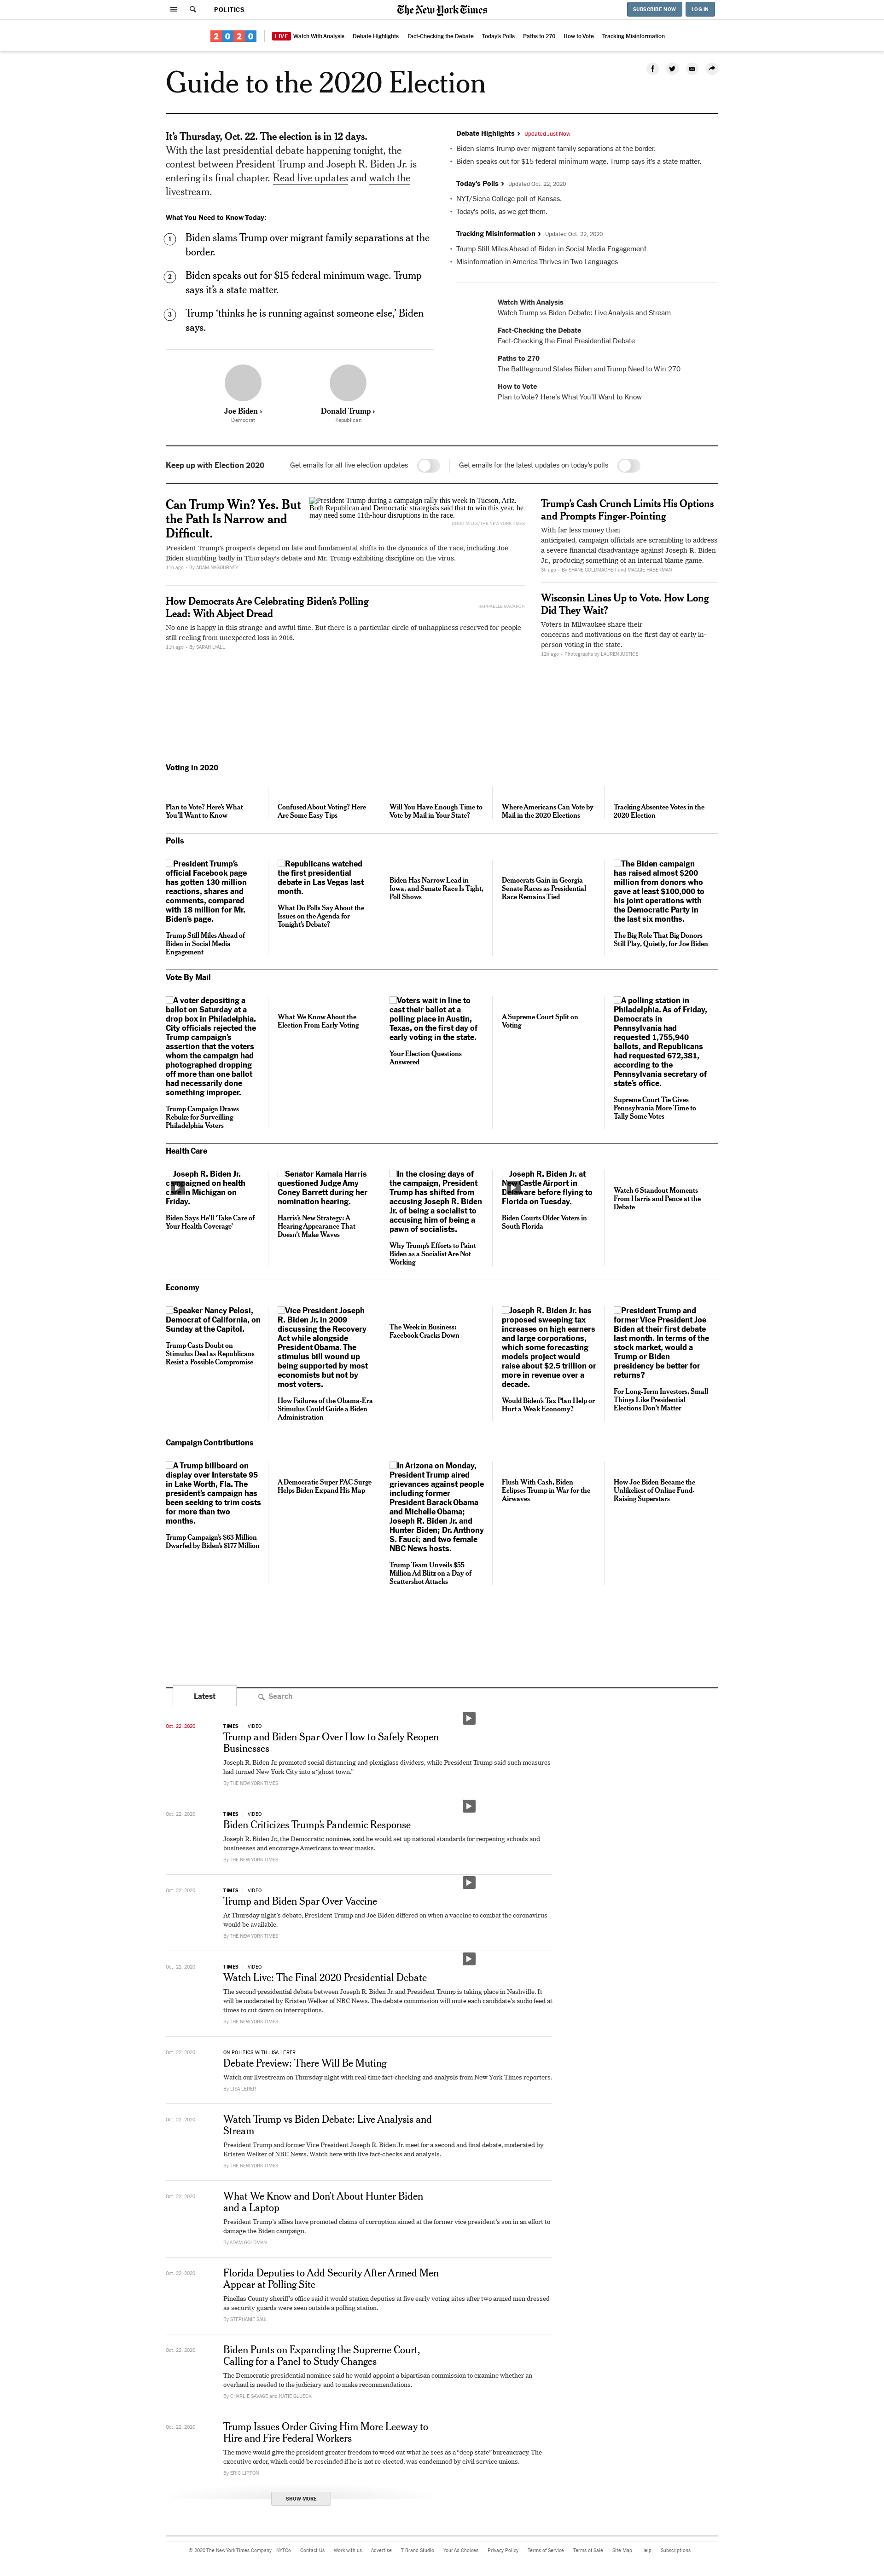 POLITICS
The New York Times
SUBSCRIBE NOW
LOG IN
2020
LIVE Watch With Analysis Debate Highlights Fact-Checking the Debate Today's Polls Paths to 270 How to Vote Tracking Misinformation
Guide to the 2020 Election
It's Thursday, Oct. 22. The election is in 12 days.
With the last presidential debate happening tonight, the
contest between President Trump and Joseph R. Biden Jr. is
entering its final chapter. Read live updates and watch the
livestream.
What You Need to Know Today:
1 Biden slams Trump over migrant family separations at the
border.
2 Biden speaks out for $15 federal minimum wage. Trump
says it's a state matter.
3 Trump 'thinks he is running against someone else,' Biden
says.
Joe Biden ›
Democrat
Donald Trump ›
Republican
Debate Highlights › Updated Just Now
• Biden slams Trump over migrant family separations at the border.
• Biden speaks out for $15 federal minimum wage. Trump says it's a state matter.
Today's Polls › Updated Oct. 22, 2020
• NYT/Siena College poll of Kansas.
• Today's polls, as we get them.
Tracking Misinformation › Updated Oct. 22, 2020
• Trump Still Miles Ahead of Biden in Social Media Engagement
• Misinformation in America Thrives in Two Languages
Watch With Analysis
Watch Trump vs Biden Debate: Live Analysis and Stream
Fact-Checking the Debate
Fact-Checking the Final Presidential Debate
Paths to 270
The Battleground States Biden and Trump Need to Win 270
How to Vote
Plan to Vote? Here's What You'll Want to Know
Keep up with Election 2020
Get emails for all live election updates
Get emails for the latest updates on today's polls
Can Trump Win? Yes. But
the Path Is Narrow and
Difficult.
President Trump during a campaign rally this week in Tucson, Ariz.
Both Republican and Democratic strategists said that to win this year, he
may need some 11th-hour disruptions in the race.
DOUG MILLS/THE NEW YORK TIMES
President Trump's prospects depend on late and fundamental shifts in the dynamics of the race, including Joe
Biden stumbling badly in Thursday's debate and Mr. Trump exhibiting discipline on the virus.
11h ago - By ADAM NAGOURNEY
How Democrats Are Celebrating Biden's Polling
Lead: With Abject Dread
RAPHAELLE MACARON
No one is happy in this strange and awful time. But there is a particular circle of unhappiness reserved for people
still reeling from unexpected loss in 2016.
11h ago - By SARAH LYALL
Trump's Cash Crunch Limits His Options
and Prompts Finger-Pointing
With far less money than
anticipated, campaign officials are scrambling to address
a severe financial disadvantage against Joseph R. Biden
Jr., producing something of an internal blame game.
3h ago - By SHANE GOLDMACHER and MAGGIE HABERMAN
Wisconsin Lines Up to Vote. How Long
Did They Wait?
Voters in Milwaukee share their
concerns and motivations on the first day of early in-
person voting in the state.
12h ago - Photographs by LAUREN JUSTICE
Voting in 2020
Plan to Vote? Here's What
You'll Want to Know
Confused About Voting? Here
Are Some Easy Tips
Will You Have Enough Time to
Vote by Mail in Your State?
Where Americans Can Vote by
Mail in the 2020 Elections
Tracking Absentee Votes in the
2020 Election
Polls
President Trump's
official Facebook page
has gotten 130 million
reactions, shares and
comments, compared
with 18 million for Mr.
Biden's page.
Trump Still Miles Ahead of
Biden in Social Media
Engagement
Republicans watched
the first presidential
debate in Las Vegas last
month.
What Do Polls Say About the
Issues on the Agenda for
Tonight's Debate?
Biden Has Narrow Lead in
Iowa, and Senate Race Is Tight,
Poll Shows
Democrats Gain in Georgia
Senate Races as Presidential
Race Remains Tied
The Biden campaign
has raised almost $200
million from donors who
gave at least $100,000 to
his joint operations with
the Democratic Party in
the last six months.
The Big Role That Big Donors
Still Play, Quietly, for Joe Biden
Vote By Mail
A voter depositing a
ballot on Saturday at a
drop box in Philadelphia.
City officials rejected the
Trump campaign's
assertion that the voters
whom the campaign had
photographed dropping
off more than one ballot
had necessarily done
something improper.
Trump Campaign Draws
Rebuke for Surveilling
Philadelphia Voters
What We Know About the
Election From Early Voting
Voters wait in line to
cast their ballot at a
polling place in Austin,
Texas, on the first day of
early voting in the state.
Your Election Questions
Answered
A Supreme Court Split on
Voting
A polling station in
Philadelphia. As of Friday,
Democrats in
Pennsylvania had
requested 1,755,940
ballots, and Republicans
had requested 672,381,
according to the
Pennsylvania secretary of
state's office.
Supreme Court Tie Gives
Pennsylvania More Time to
Tally Some Votes
Health Care
Joseph R. Biden Jr.
campaigned on health
care in Michigan on
Friday.
Biden Says He'll 'Take Care of
Your Health Coverage'
Senator Kamala Harris
questioned Judge Amy
Coney Barrett during her
nomination hearing.
Harris's New Strategy: A
Hearing Appearance That
Doesn't Make Waves
In the closing days of
the campaign, President
Trump has shifted from
accusing Joseph R. Biden
Jr. of being a socialist to
accusing him of being a
pawn of socialists.
Why Trump's Efforts to Paint
Biden as a Socialist Are Not
Working
Joseph R. Biden Jr. at
New Castle Airport in
Delaware before flying to
Florida on Tuesday.
Biden Courts Older Voters in
South Florida
Watch 6 Standout Moments
From Harris and Pence at the
Debate
Economy
Speaker Nancy Pelosi,
Democrat of California, on
Sunday at the Capitol.
Trump Casts Doubt on
Stimulus Deal as Republicans
Resist a Possible Compromise
Vice President Joseph
R. Biden Jr. in 2009
discussing the Recovery
Act while alongside
President Obama. The
stimulus bill wound up
being supported by most
economists but not by
most voters.
How Failures of the Obama-Era
Stimulus Could Guide a Biden
Administration
The Week in Business:
Facebook Cracks Down
Joseph R. Biden Jr. has
proposed sweeping tax
increases on high earners
and large corporations,
which some forecasting
models project would
raise about $2.5 trillion or
more in revenue over a
decade.
Would Biden's Tax Plan Help or
Hurt a Weak Economy?
President Trump and
former Vice President Joe
Biden at their first debate
last month. In terms of the
stock market, would a
Trump or Biden
presidency be better for
returns?
For Long-Term Investors, Small
Things Like Presidential
Elections Don't Matter
Campaign Contributions
A Trump billboard on
display over Interstate 95
in Lake Worth, Fla. The
president's campaign has
been seeking to trim costs
for more than two
months.
Trump Campaign's $63 Million
Dwarfed by Biden's $177 Million
A Democratic Super PAC Surge
Helps Biden Expand His Map
In Arizona on Monday,
President Trump aired
grievances against people
including former
President Barack Obama
and Michelle Obama;
Joseph R. Biden Jr. and
Hunter Biden; Dr. Anthony
S. Fauci; and two female
NBC News hosts.
Trump Team Unveils $55
Million Ad Blitz on a Day of
Scattershot Attacks
Flush With Cash, Biden
Eclipses Trump in War for the
Airwaves
How Joe Biden Became the
Unlikeliest of Online Fund-
Raising Superstars
Latest
Search
Oct. 22, 2020
TIMES | VIDEO
Trump and Biden Spar Over How to Safely Reopen
Businesses
Joseph R. Biden Jr. promoted social distancing and plexiglass dividers, while President Trump said such measures
had turned New York City into a "ghost town."
By THE NEW YORK TIMES
Oct. 22, 2020
TIMES | VIDEO
Biden Criticizes Trump's Pandemic Response
Joseph R. Biden Jr., the Democratic nominee, said he would set up national standards for reopening schools and
businesses and encourage Americans to wear masks.
By THE NEW YORK TIMES
Oct. 22, 2020
TIMES | VIDEO
Trump and Biden Spar Over Vaccine
At Thursday night's debate, President Trump and Joe Biden differed on when a vaccine to combat the coronavirus
would be available.
By THE NEW YORK TIMES
Oct. 22, 2020
TIMES | VIDEO
Watch Live: The Final 2020 Presidential Debate
The second presidential debate between Joseph R. Biden Jr. and President Trump is taking place in Nashville. It
will be moderated by Kristen Welker of NBC News. The debate commission will mute each candidate's audio feed at
times to cut down on interruptions.
By THE NEW YORK TIMES
Oct. 22, 2020
ON POLITICS WITH LISA LERER
Debate Preview: There Will Be Muting
Watch our livestream on Thursday night with real-time fact-checking and analysis from New York Times reporters.
By LISA LERER
Oct. 22, 2020
Watch Trump vs Biden Debate: Live Analysis and
Stream
President Trump and former Vice President Joseph R. Biden Jr. meet for a second and final debate, moderated by
Kristen Welker of NBC News. Watch here with live fact-checks and analysis.
By THE NEW YORK TIMES
Oct. 22, 2020
What We Know and Don't About Hunter Biden
and a Laptop
President Trump's allies have promoted claims of corruption aimed at the former vice president's son in an effort to
damage the Biden campaign.
By ADAM GOLDMAN
Oct. 22, 2020
Florida Deputies to Add Security After Armed Men
Appear at Polling Site
Pinellas County sheriff's office said it would station deputies at five early voting sites after two armed men dressed
as security guards were seen outside a polling station.
By STEPHANIE SAUL
Oct. 22, 2020
Biden Punts on Expanding the Supreme Court,
Calling for a Panel to Study Changes
The Democratic presidential nominee said he would appoint a bipartisan commission to examine whether an
overhaul is needed to the judiciary and to make recommendations.
By CHARLIE SAVAGE and KATIE GLUECK
Oct. 22, 2020
Trump Issues Order Giving Him More Leeway to
Hire and Fire Federal Workers
The move would give the president greater freedom to weed out what he sees as a "deep state" bureaucracy. The
executive order, which could be rescinded if he is not re-elected, was condemned by civil service unions.
By ERIC LIPTON
SHOW MORE
© 2020 The New York Times Company NYTCo Contact Us Work with us Advertise T Brand Studio Your Ad Choices Privacy Policy Terms of Service Terms of Sale Site Map Help Subscriptions